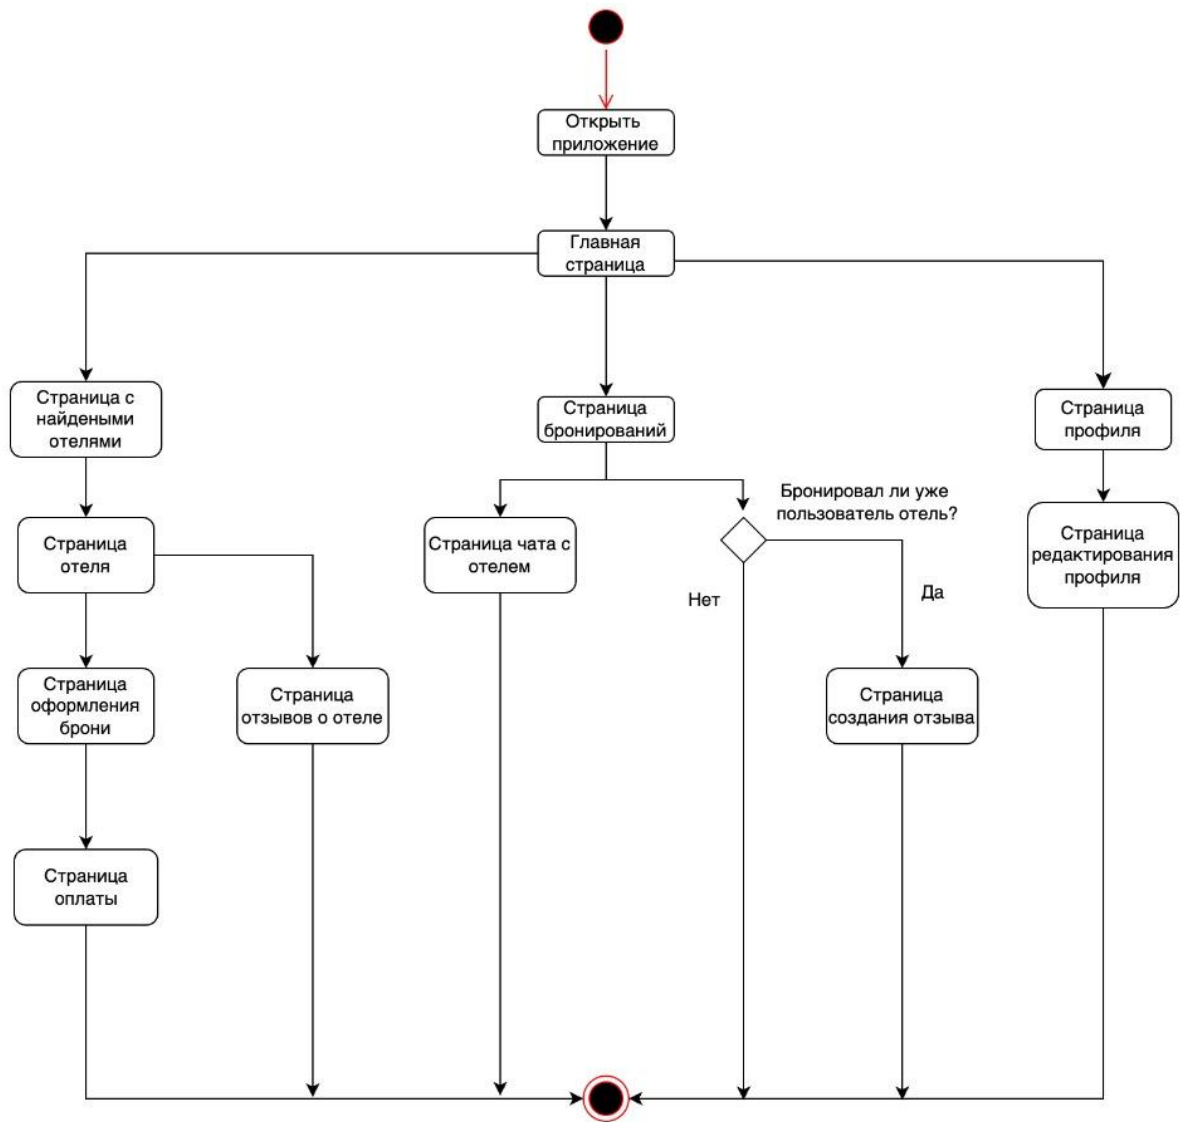 Открыть
приложение
Главная
страница
Страница с
найдеными
отелями
Страница
бронирований
Страница
профиля
Бронировал ли уже
пользователь отель?
Страница
отеля
Страница чата с
отелем
Страница
редактирования
профиля
Нет
Да
Страница
оформления
брони
Страница
отзывов о отеле
Страница
создания отзыва
Страница
оплаты